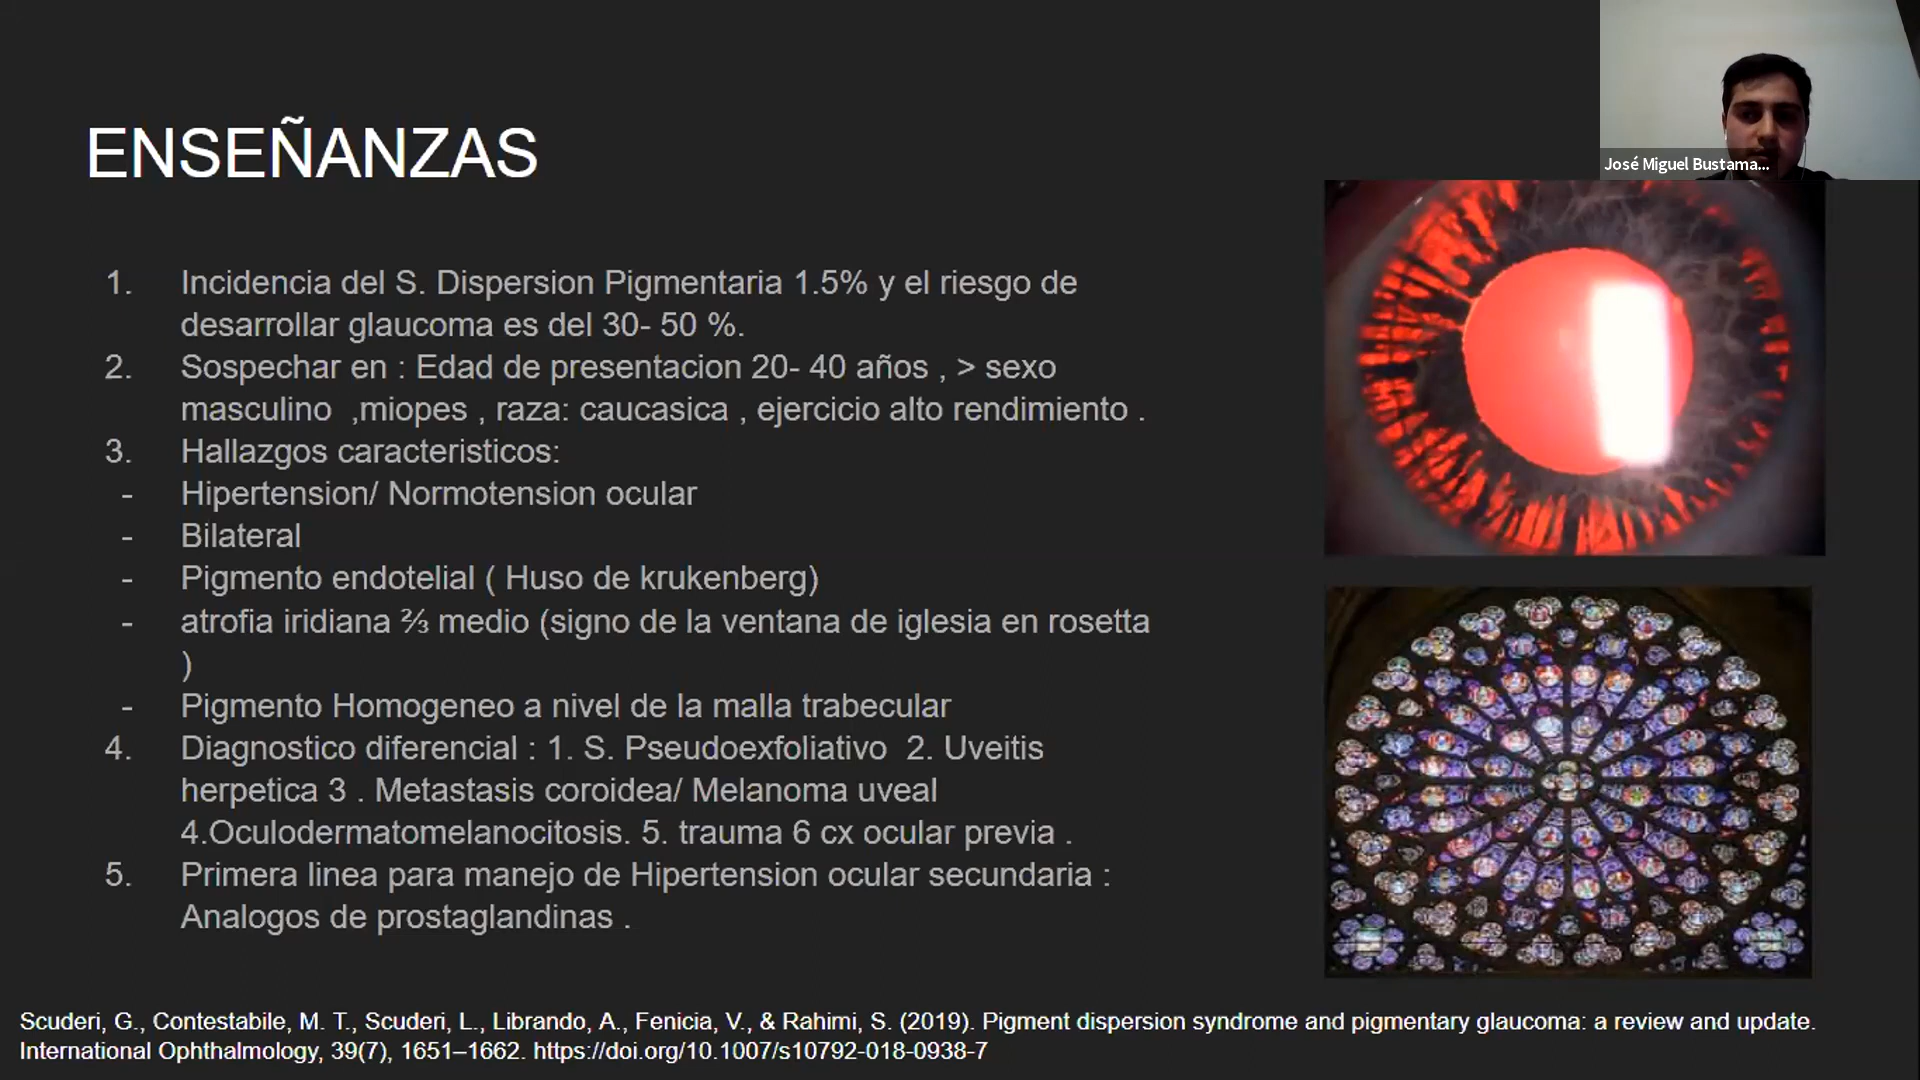 ENSEÑANZAS
José Miguel Bustama...
1. Incidencia del S. Dispersion Pigmentaria 1.5% y el riesgo de
desarrollar glaucoma es del 30- 50 %.
2. Sospechar en : Edad de presentacion 20- 40 años , > sexo
masculino ,miopes , raza: caucasica , ejercicio alto rendimiento .
3. Hallazgos caracteristicos:
- Hipertension/ Normotension ocular
- Bilateral
- Pigmento endotelial ( Huso de krukenberg)
- atrofia iridiana ⅔ medio (signo de la ventana de iglesia en rosetta
)
- Pigmento Homogeneo a nivel de la malla trabecular
4. Diagnostico diferencial : 1. S. Pseudoexfoliativo 2. Uveitis
herpetica 3 . Metastasis coroidea/ Melanoma uveal
4.Oculodermatomelanocitosis. 5. trauma 6 cx ocular previa .
5. Primera linea para manejo de Hipertension ocular secundaria :
Analogos de prostaglandinas .
Scuderi, G., Contestabile, M. T., Scuderi, L., Librando, A., Fenicia, V., & Rahimi, S. (2019). Pigment dispersion syndrome and pigmentary glaucoma: a review and update.
International Ophthalmology, 39(7), 1651–1662. https://doi.org/10.1007/s10792-018-0938-7